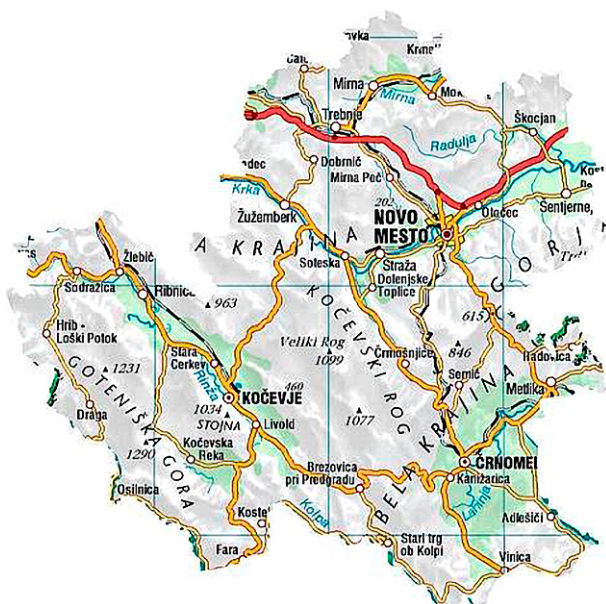 Mirna
Mirna
Trebnje
Škocjan
Radulja
Dobrnič
Mirna Peč
Krka
202
Žužemberk
NOVO
MESTO
Otočec
Šentjernej
A KRAJINA
GORJ
Soteska
Straža
Dolenjske
Toplice
Žlebič
Sodražica
Ribnica
963
615
Hrib -
Loški Potok
KOČEVSKI ROG
Veliki Rog
1099
846
Črmošnjice
Radovica
1231
Stara
Cerkev
Rinža
460
Semič
Metlika
GOTENIŠKA GORA
Draga
KOČEVJE
1034
STOJNA
1077
Livold
BELA KRAJINA
Kočevska
Reka
1290
Brezovica
pri Predgradu
ČRNOMEL
Kanižarica
Osilnica
Lahinja
Kolpa
Kostel
Adlešiči
Stari trg
ob Kolpi
Fara
Vinica